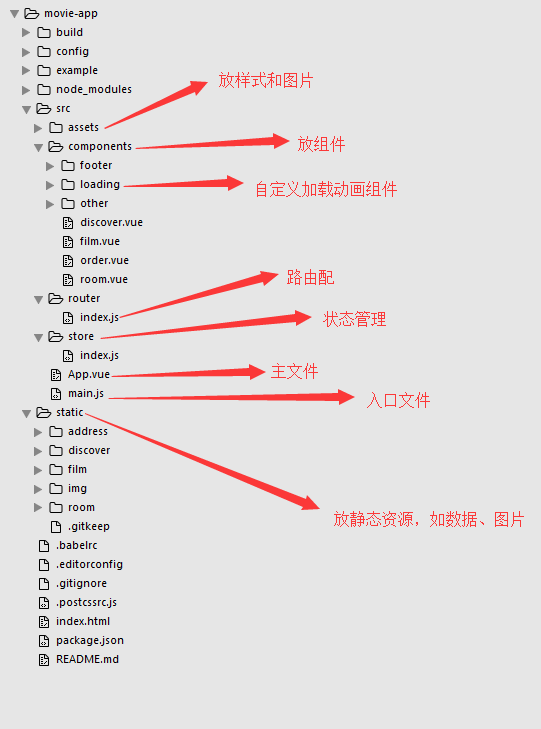 movie-app
build
config
example
node_modules
src
放样式和图片
assets
components
放组件
footer
loading
自定义加载动画组件
other
discover.vue
film.vue
order.vue
room.vue
路由配
router
index.js
状态管理
store
index.js
App.vue
主文件
main.js
入口文件
static
address
discover
film
img
room
放静态资源，如数据、图片
.gitkeep
.babelrc
.editorconfig
.gitignore
.postcssrc.js
index.html
package.json
README.md